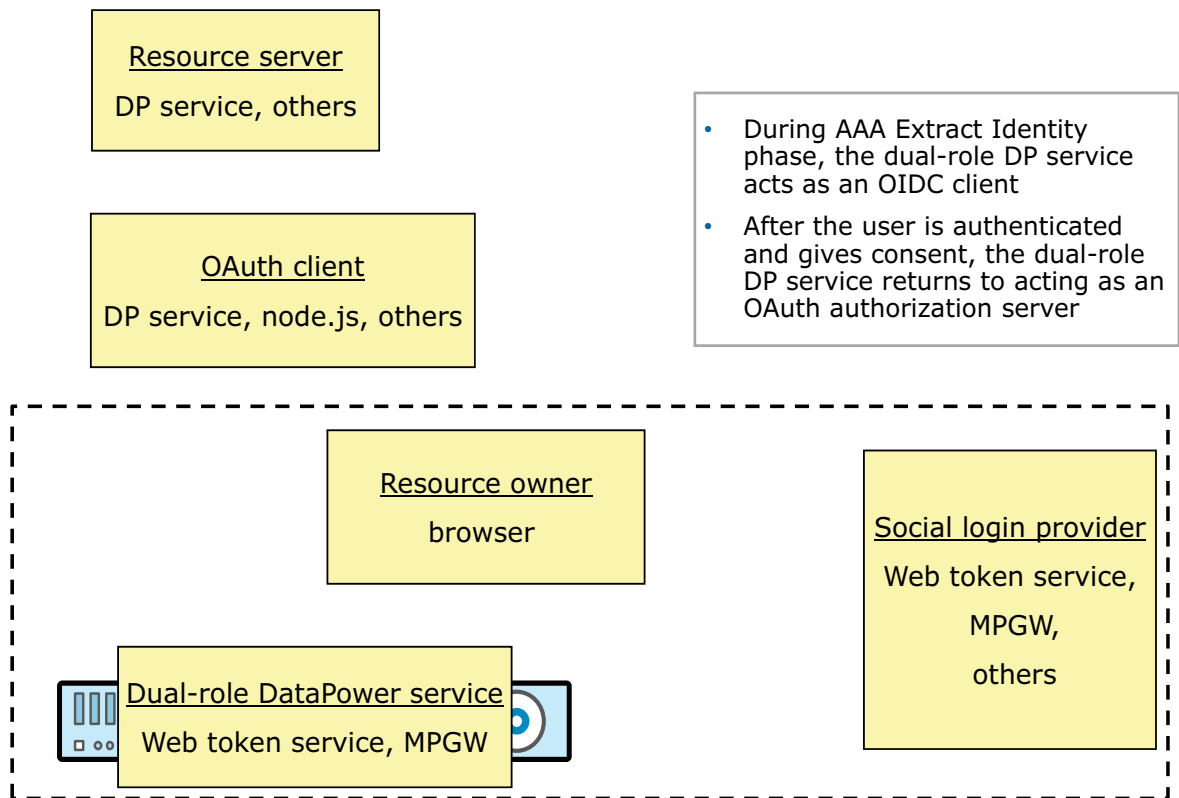 Resource server
DP service, others
• During AAA Extract Identity
phase, the dual-role DP service
acts as an OIDC client
• After the user is authenticated
and gives consent, the dual-role
DP service returns to acting as an
OAuth authorization server
OAuth client
DP service, node.js, others
Resource owner
browser
Social login provider
Web token service,
MPGW,
others
Dual-role DataPower service
Web token service, MPGW